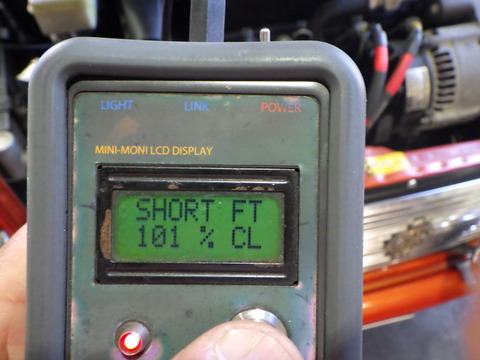 LIGHT LINK POWER
MINI-MONI LCD DISPLAY
SHORT FT
101 % CL